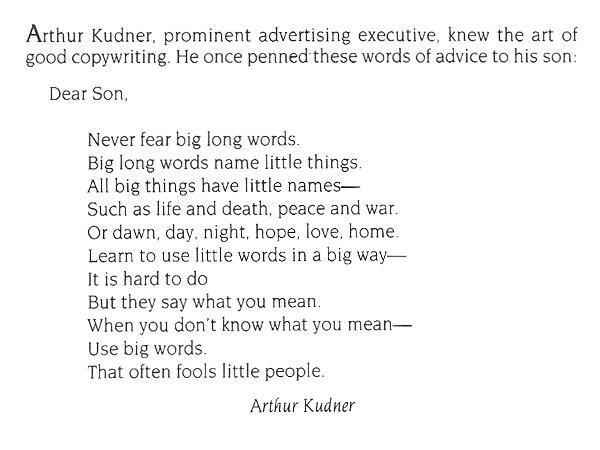 Arthur Kudner, prominent advertising executive, knew the art of
good copywriting. He once penned these words of advice to his son:
Dear Son,
Never fear big long words.
Big long words name little things.
All big things have little names—
Such as life and death, peace and war.
Or dawn, day, night, hope, love, home.
Learn to use little words in a big way—
It is hard to do
But they say what you mean.
When you don't know what you mean—
Use big words.
That often fools little people.
Arthur Kudner